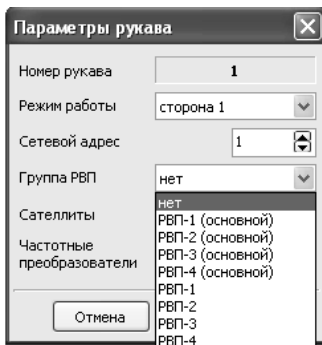 Параметры рукава
Номер рукава 1
Режим работы сторона 1
Сетевой адрес 1
Группа РВП нет
нет
Сателлиты РВП-1 (основной)
РВП-2 (основной)
Частотные РВП-3 (основной)
преобразователи РВП-4 (основной)
РВП-1
Отмена РВП-2
РВП-3
РВП-4